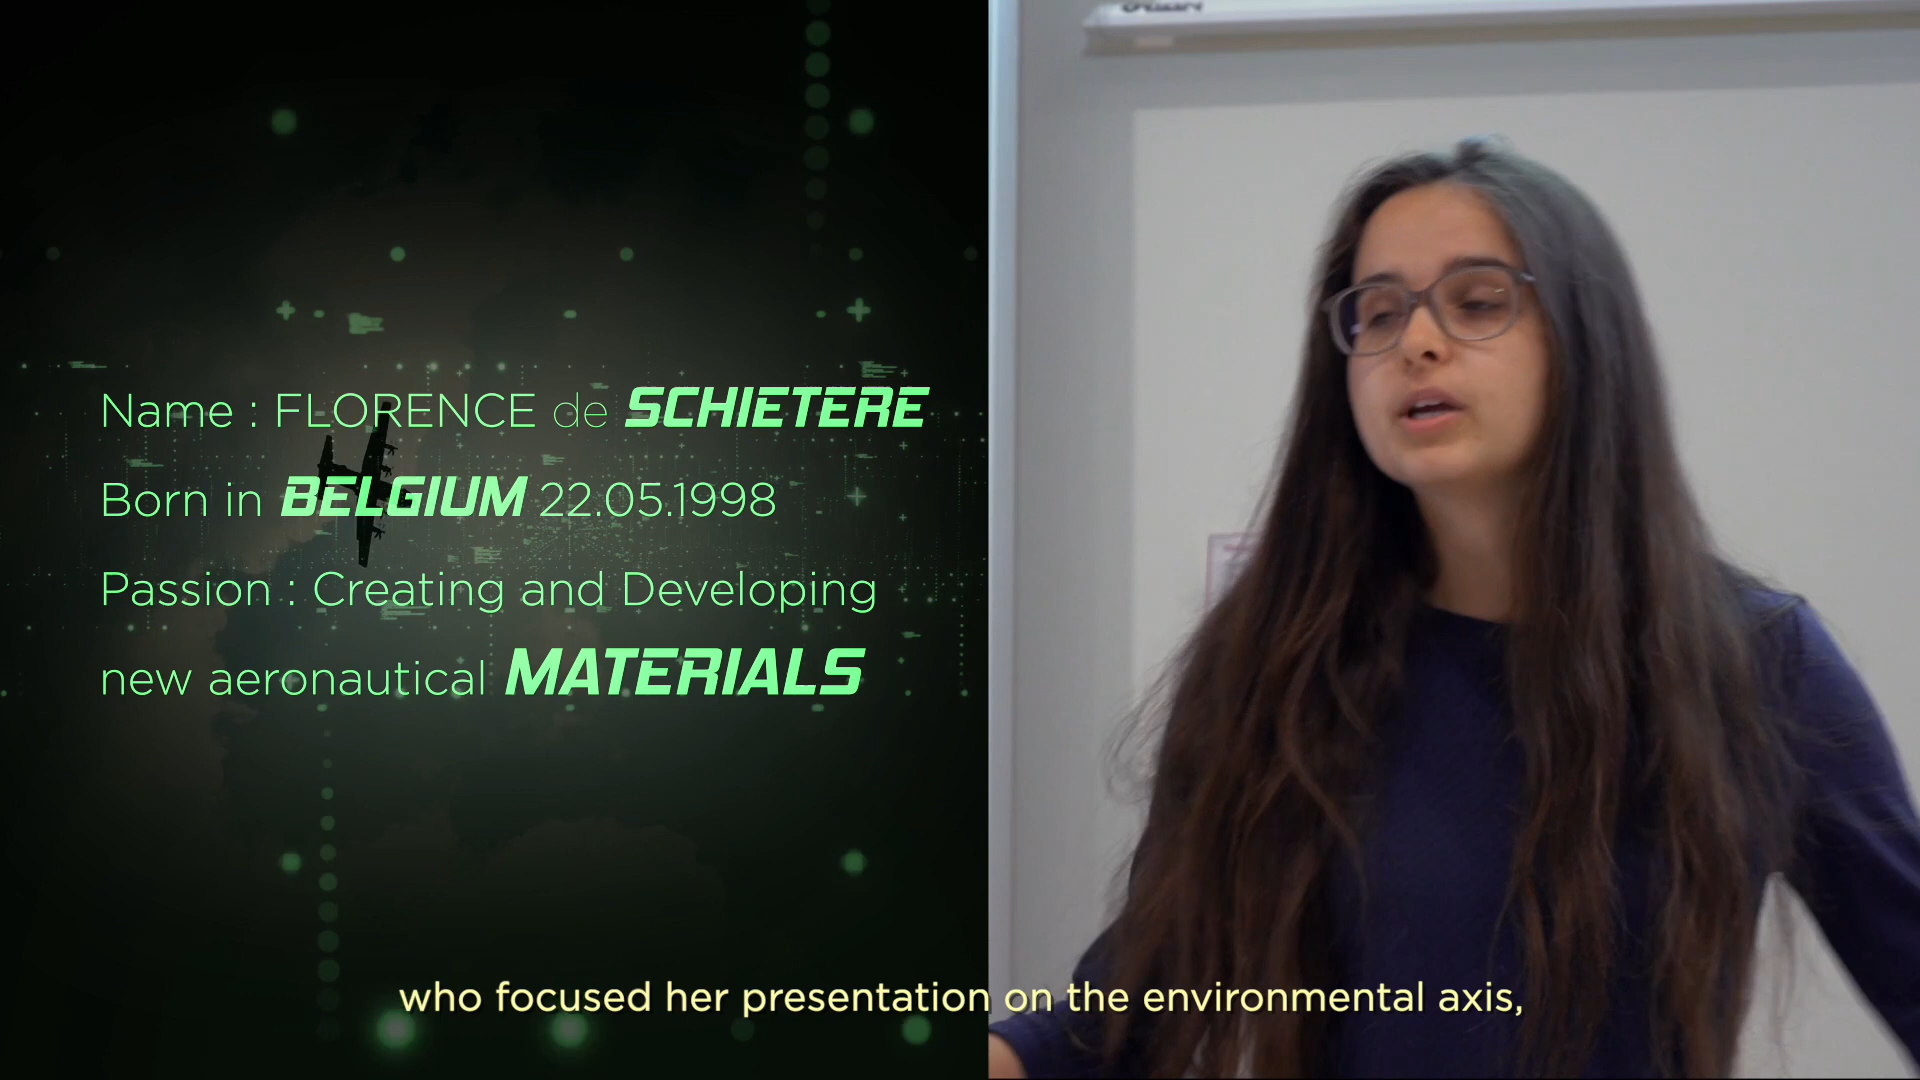 Name : FLORENCE de SCHIETERE
Born in BELGIUM 22.05.1998
Passion : Creating and Developing
new aeronautical MATERIALS
who focused her presentation on the environmental axis,